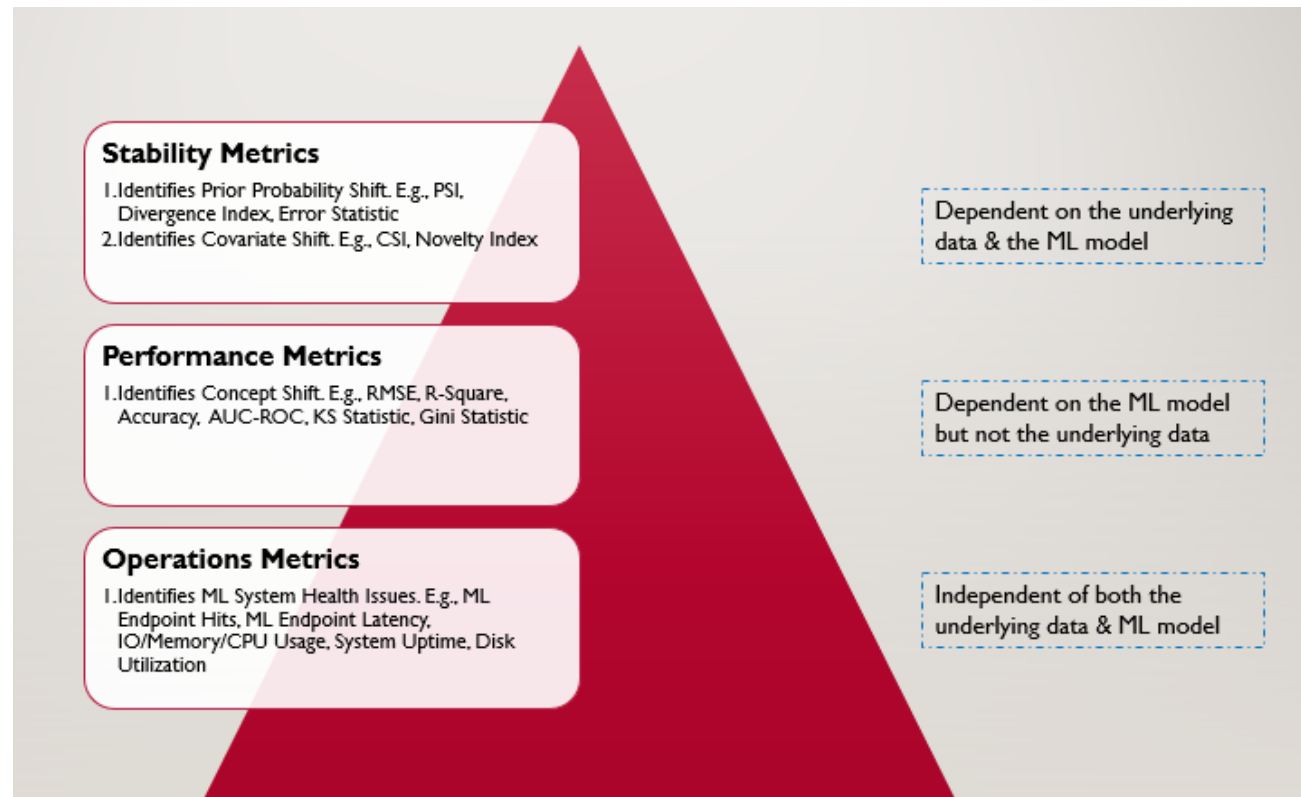 Stability Metrics
1.Identifies Prior Probability Shift. E.g., PSI,
Divergence Index, Error Statistic
2.Identifies Covariate Shift. E.g., CSI, Novelty Index
Dependent on the underlying
data & the ML model
Performance Metrics
1.Identifies Concept Shift. E.g., RMSE, R-Square,
Accuracy, AUC-ROC, KS Statistic, Gini Statistic
Dependent on the ML model
but not the underlying data
Operations Metrics
1.Identifies ML System Health Issues. E.g., ML
Endpoint Hits, ML Endpoint Latency,
IO/Memory/CPU Usage, System Uptime, Disk
Utilization
Independent of both the
underlying data & ML model